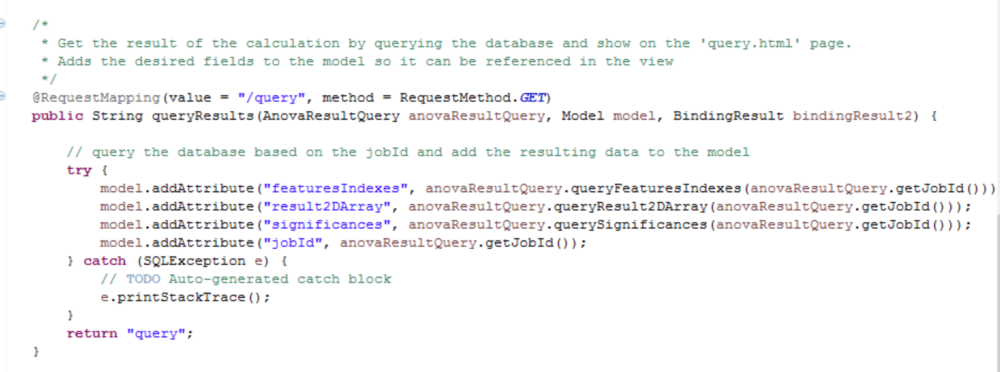 /*
 * Get the result of the calculation by querying the database and show on the 'query.html' page.
 * Adds the desired fields to the model so it can be referenced in the view
 */
@RequestMapping(value = "/query", method = RequestMethod.GET)
public String queryResults(AnovaResultQuery anovaResultQuery, Model model, BindingResult bindingResult2) {
// query the database based on the jobId and add the resulting data to the model
try {
model.addAttribute("featuresIndexes", anovaResultQuery.queryFeaturesIndexes(anovaResultQuery.getJobId()))
model.addAttribute("result2DArray", anovaResultQuery.queryResult2DArray(anovaResultQuery.getJobId()));
model.addAttribute("significances", anovaResultQuery.querySignificances(anovaResultQuery.getJobId()));
model.addAttribute("jobId", anovaResultQuery.getJobId());
} catch (SQLException e) {
// TODO Auto-generated catch block
e.printStackTrace();
}
return "query";
}